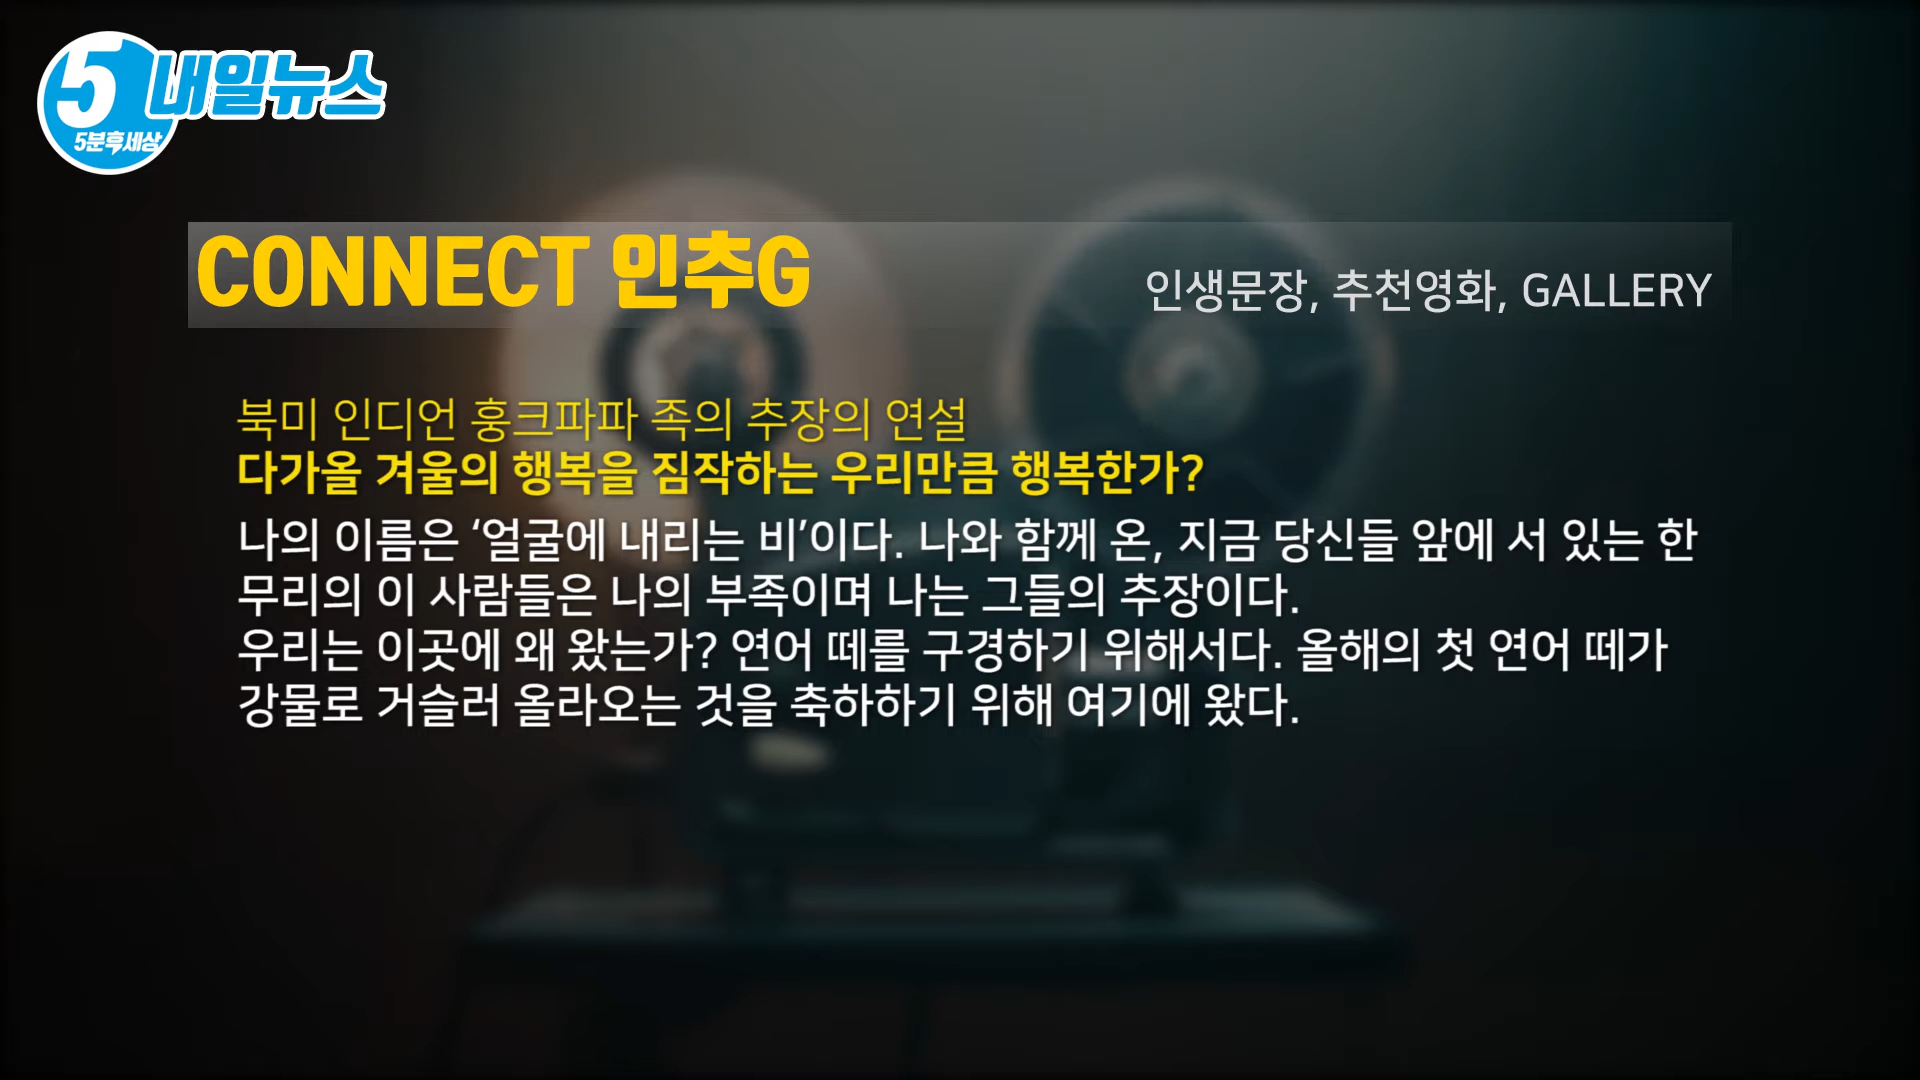 5 내일뉴스
5분후세상
CONNECT 인추G
인생문장, 추천영화, GALLERY
북미 인디언 훙크파파 족의 추장의 연설
다가올 겨울의 행복을 짐작하는 우리만큼 행복한가?
나의 이름은 ‘얼굴에 내리는 비’이다. 나와 함께 온, 지금 당신들 앞에 서 있는 한
무리의 이 사람들은 나의 부족이며 나는 그들의 추장이다.
우리는 이곳에 왜 왔는가? 연어 떼를 구경하기 위해서다. 올해의 첫 연어 떼가
강물로 거슬러 올라오는 것을 축하하기 위해 여기에 왔다.